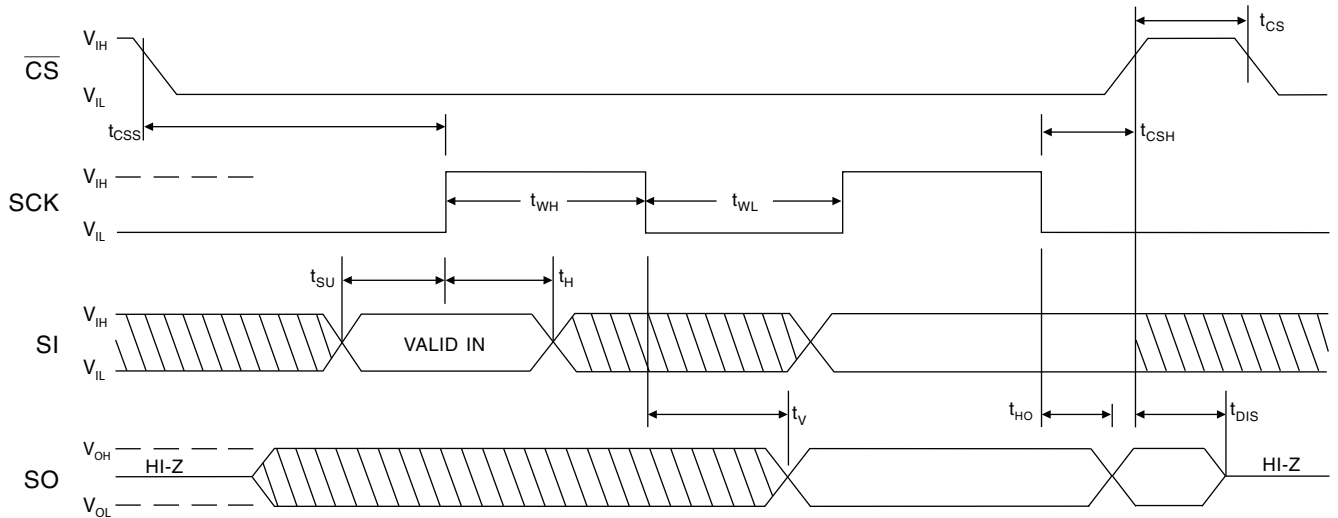 t_CS
V_IH
CS
V_IL
t_CSS
t_CSH
V_IH
SCK
t_WH
t_WL
V_IL
t_SU
t_H
V_IH
SI
VALID IN
V_IL
t_V
t_HO
t_DIS
V_OH
HI-Z
HI-Z
SO
V_OL